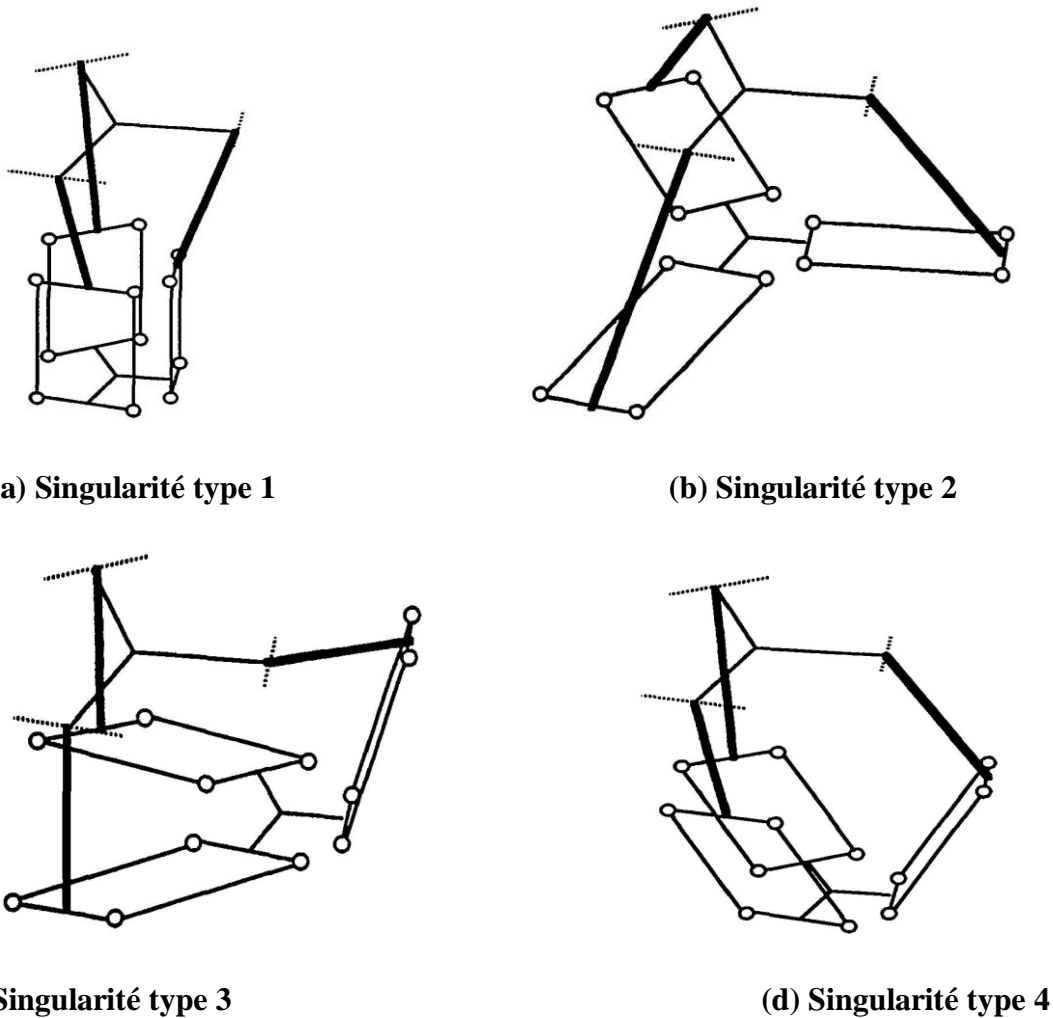 a) Singularité type 1
(b) Singularité type 2
Singularité type 3
(d) Singularité type 4